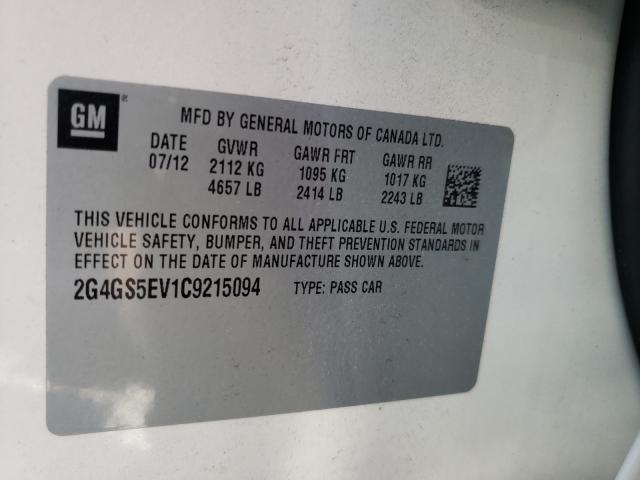 GM®
MFD BY GENERAL MOTORS OF CANADA LTD.
DATE GVWR GAWR FRT GAWR RR
07/12 2112 KG 1095 KG 1017 KG
4657 LB 2414 LB 2243 LB
THIS VEHICLE CONFORMS TO ALL APPLICABLE U.S. FEDERAL MOTOR
VEHICLE SAFETY, BUMPER, AND THEFT PREVENTION STANDARDS IN
EFFECT ON THE DATE OF MANUFACTURE SHOWN ABOVE.
2G4GS5EV1C9215094 TYPE: PASS CAR